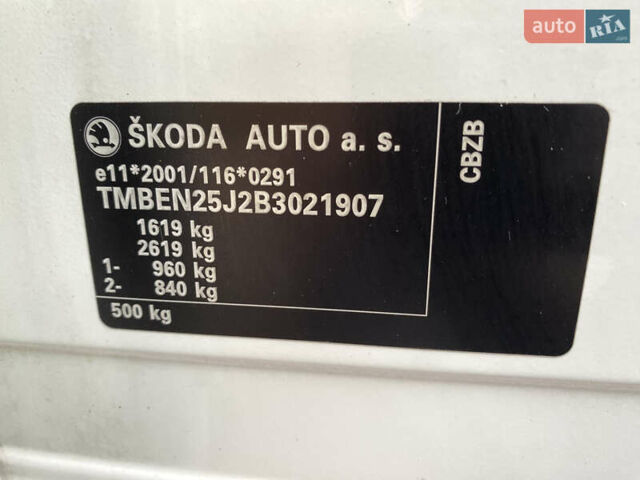 auto RIA.com
ŠKODA AUTO a. s.
e11*2001/116*0291
TMBEN25J2B3021907
1619 kg
2619 kg
1- 960 kg
2- 840 kg
500 kg
CBZB